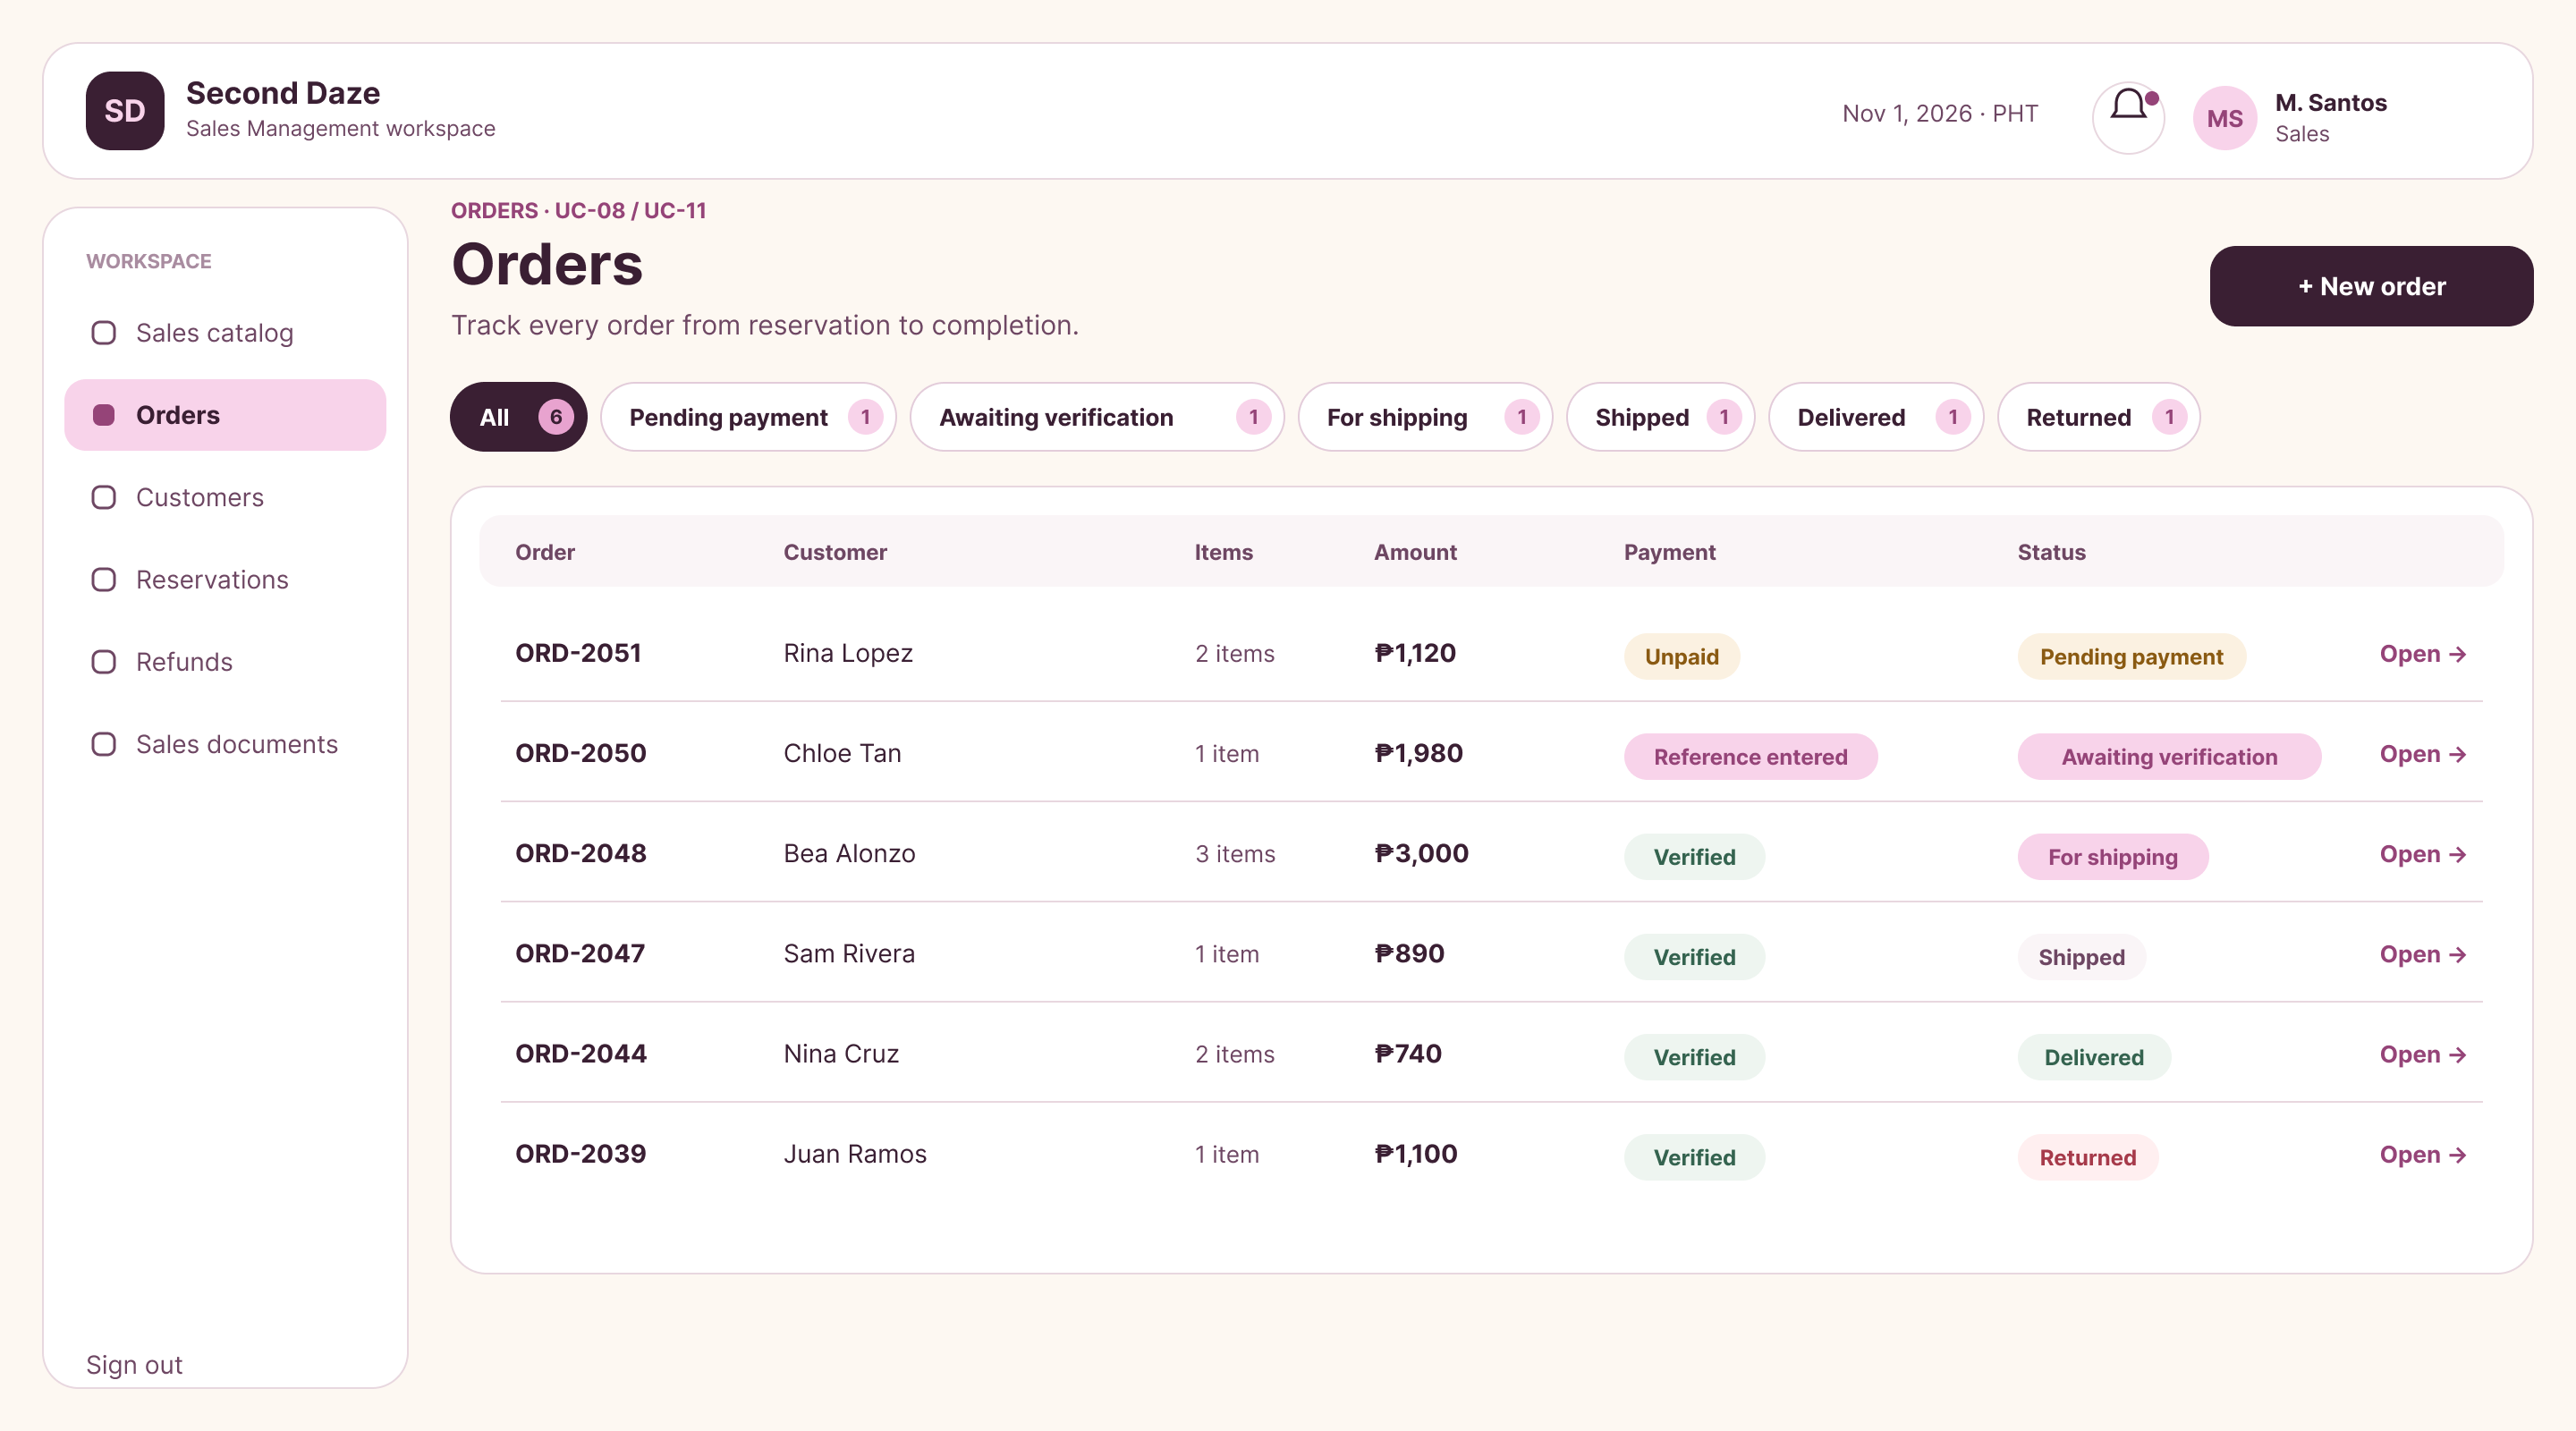 SD
Second Daze
Sales Management workspace
Nov 1, 2026 · PHT
MS
M. Santos
Sales
WORKSPACE
Sales catalog
Orders
Customers
Reservations
Refunds
Sales documents
Sign out
ORDERS · UC-08 / UC-11
Orders
Track every order from reservation to completion.
+ New order
All 6 Pending payment 1 Awaiting verification 1 For shipping 1 Shipped 1 Delivered 1 Returned 1
Order Customer Items Amount Payment Status
ORD-2051 Rina Lopez 2 items ₱1,120 Unpaid Pending payment Open →
ORD-2050 Chloe Tan 1 item ₱1,980 Reference entered Awaiting verification Open →
ORD-2048 Bea Alonzo 3 items ₱3,000 Verified For shipping Open →
ORD-2047 Sam Rivera 1 item ₱890 Verified Shipped Open →
ORD-2044 Nina Cruz 2 items ₱740 Verified Delivered Open →
ORD-2039 Juan Ramos 1 item ₱1,100 Verified Returned Open →